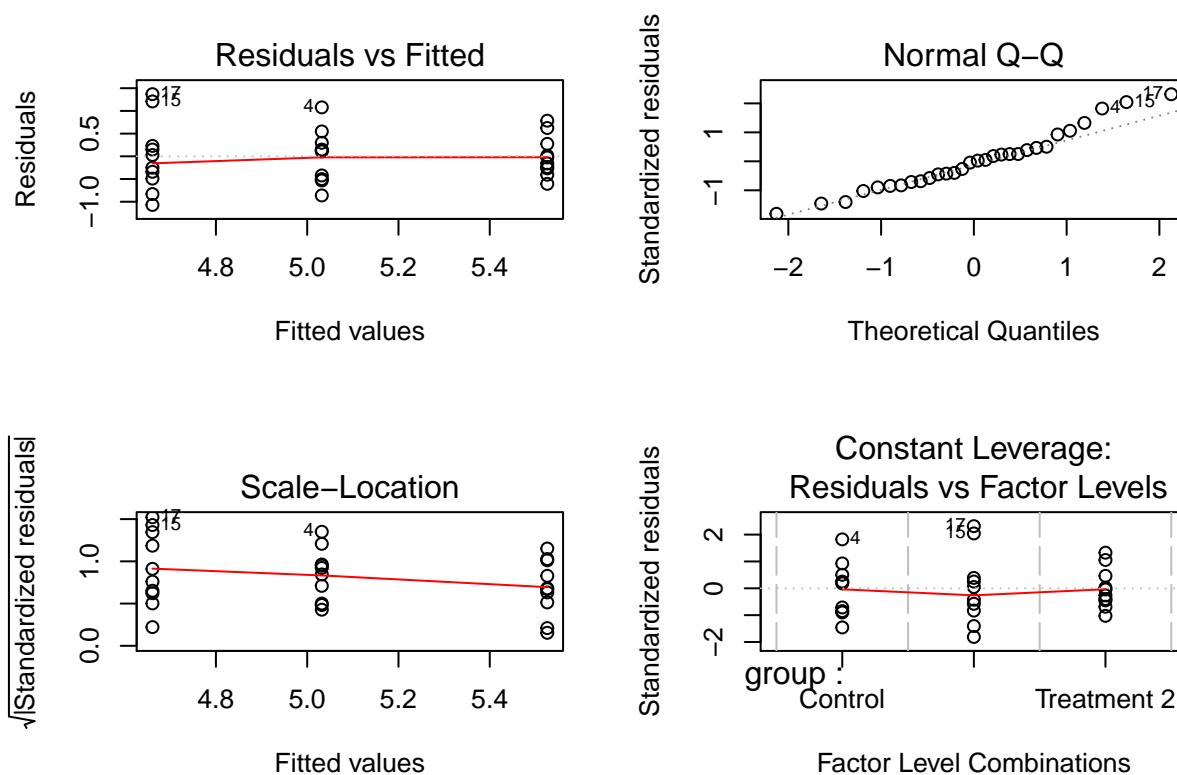 Residuals vs Fitted
Residuals
0.5
−1.0
17
15
4
4.8 5.0 5.2 5.4
Fitted values
Normal Q−Q
Standardized residuals
1
−1
17
15
4
−2 −1 0 1 2
Theoretical Quantiles
Scale−Location
√|Standardized residuals|
1.0
0.0
17
15
4
4.8 5.0 5.2 5.4
Fitted values
Constant Leverage:
Residuals vs Factor Levels
Standardized residuals
2
0
−2
4
17
15
group :
Control Treatment 2
Factor Level Combinations